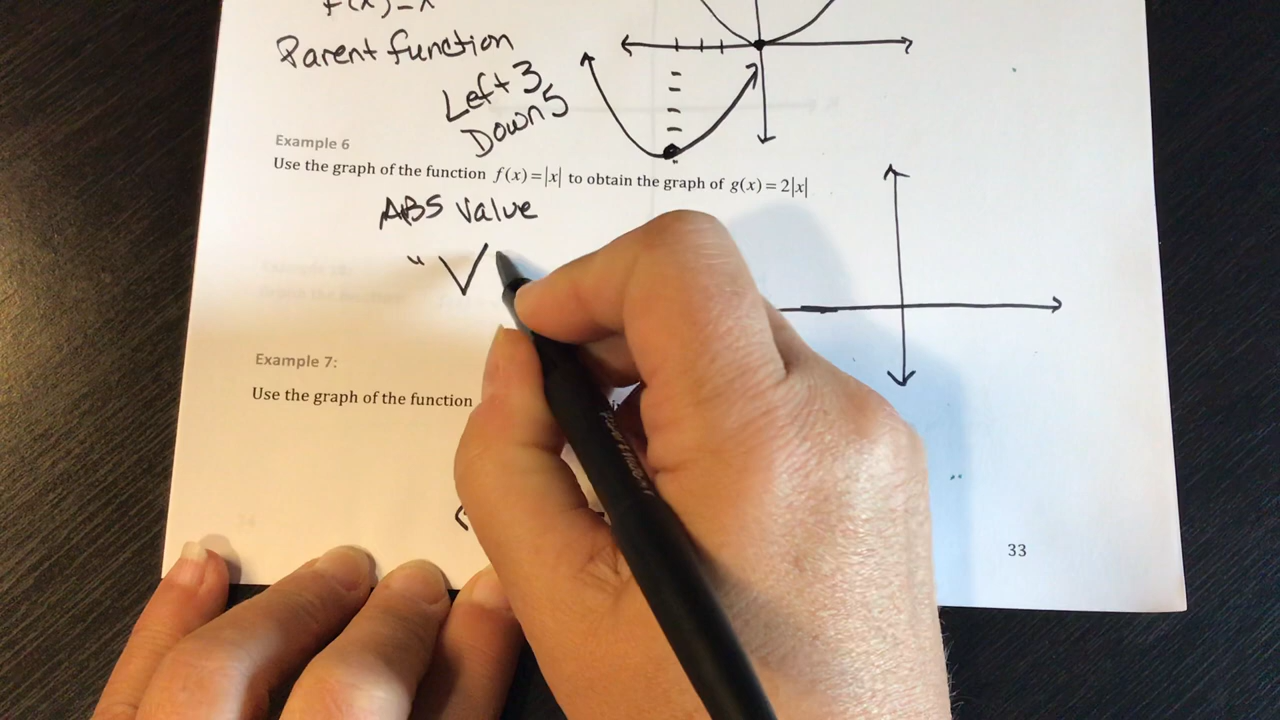 f(x)=x
Parent function
Left 3
Down 5
Example 6
Use the graph of the function f(x)=|x| to obtain the graph of g(x)=2|x|
ABS Value
"V
Example 7:
Use the graph of the function
33